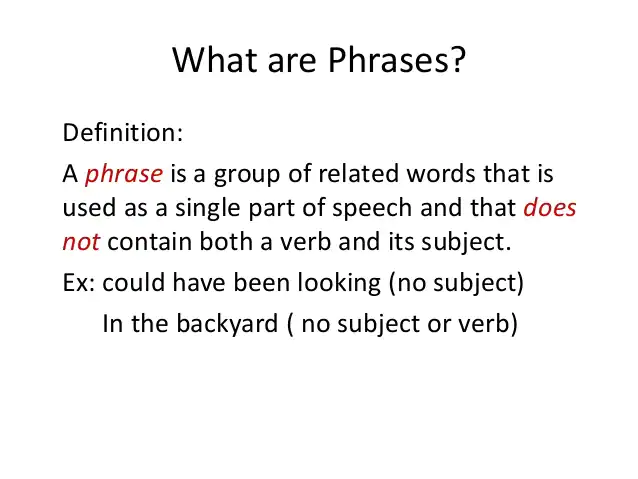 What are Phrases?
Definition:
A phrase is a group of related words that is
used as a single part of speech and that does
not contain both a verb and its subject.
Ex: could have been looking (no subject)
In the backyard ( no subject or verb)